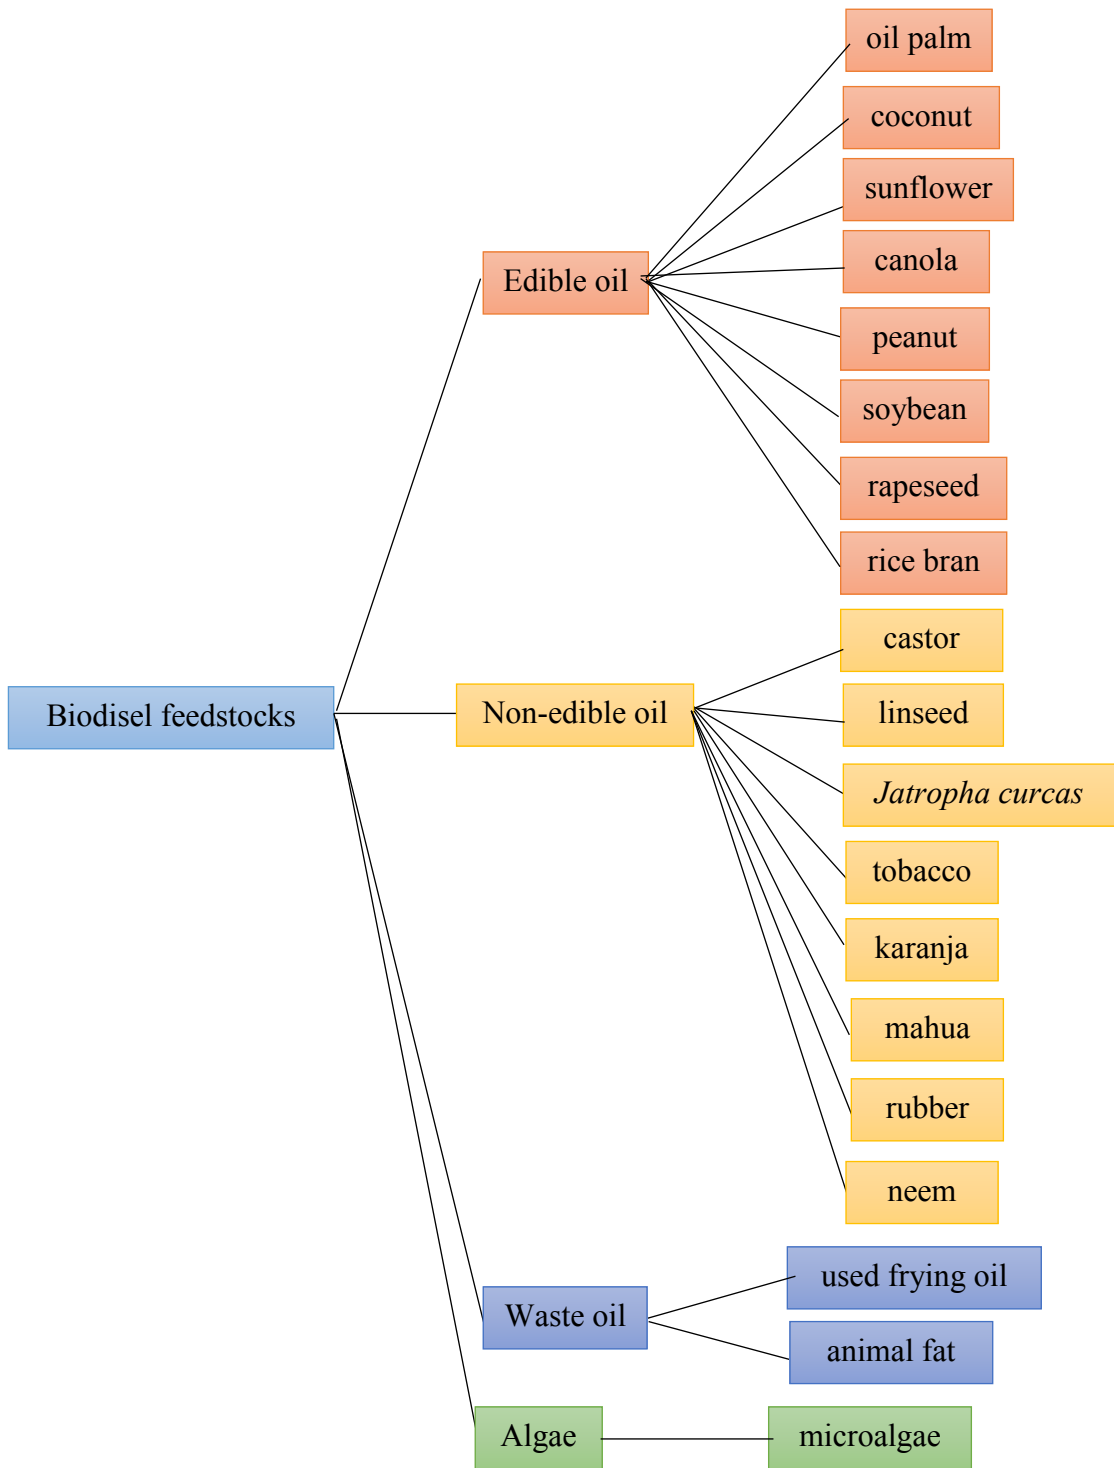 Biodisel feedstocks
Edible oil
oil palm
coconut
sunflower
canola
peanut
soybean
rapeseed
rice bran
Non-edible oil
castor
linseed
Jatropha curcas
tobacco
karanja
mahua
rubber
neem
Waste oil
used frying oil
animal fat
Algae
microalgae